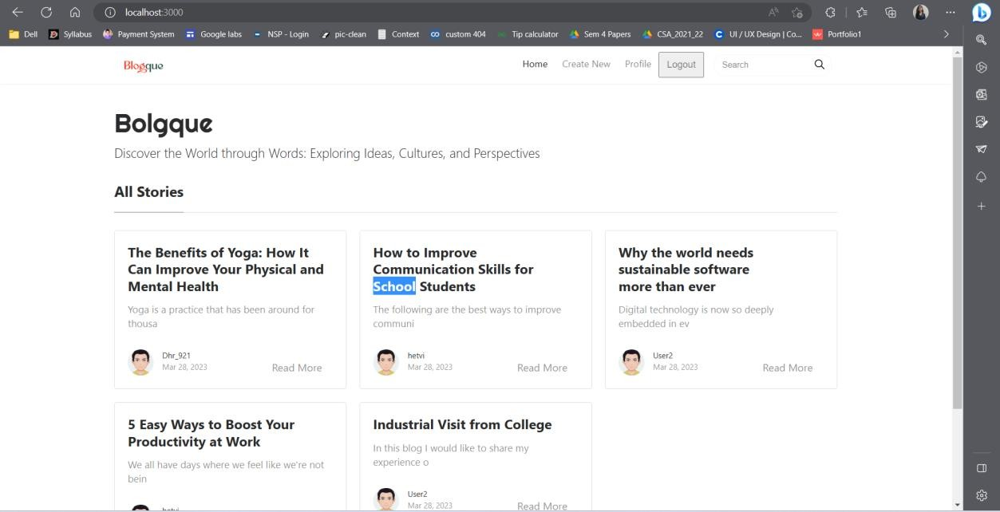 localhost:3000
Dell Syllabus Payment System Google labs NSP - Login pic-clean Context custom 404 Tip calculator Sem 4 Papers CSA_2021_22 UI / UX Design | Co... Portfolio1
Blogque Home Create New Profile Logout Search
Bolgque
Discover the World through Words: Exploring Ideas, Cultures, and Perspectives
All Stories
The Benefits of Yoga: How It
Can Improve Your Physical and
Mental Health
Yoga is a practice that has been around for
thousa
Dhr_921
Mar 28, 2023
Read More
How to Improve
Communication Skills for
School Students
The following are the best ways to improve
communi
hetvi
Mar 28, 2023
Read More
Why the world needs
sustainable software
more than ever
Digital technology is now so deeply
embedded in ev
User2
Mar 28, 2023
Read More
5 Easy Ways to Boost Your
Productivity at Work
We all have days where we feel like we're not
bein
hetvi
Industrial Visit from College
In this blog I would like to share my
experience o
User2
Mar 28, 2023
Read More